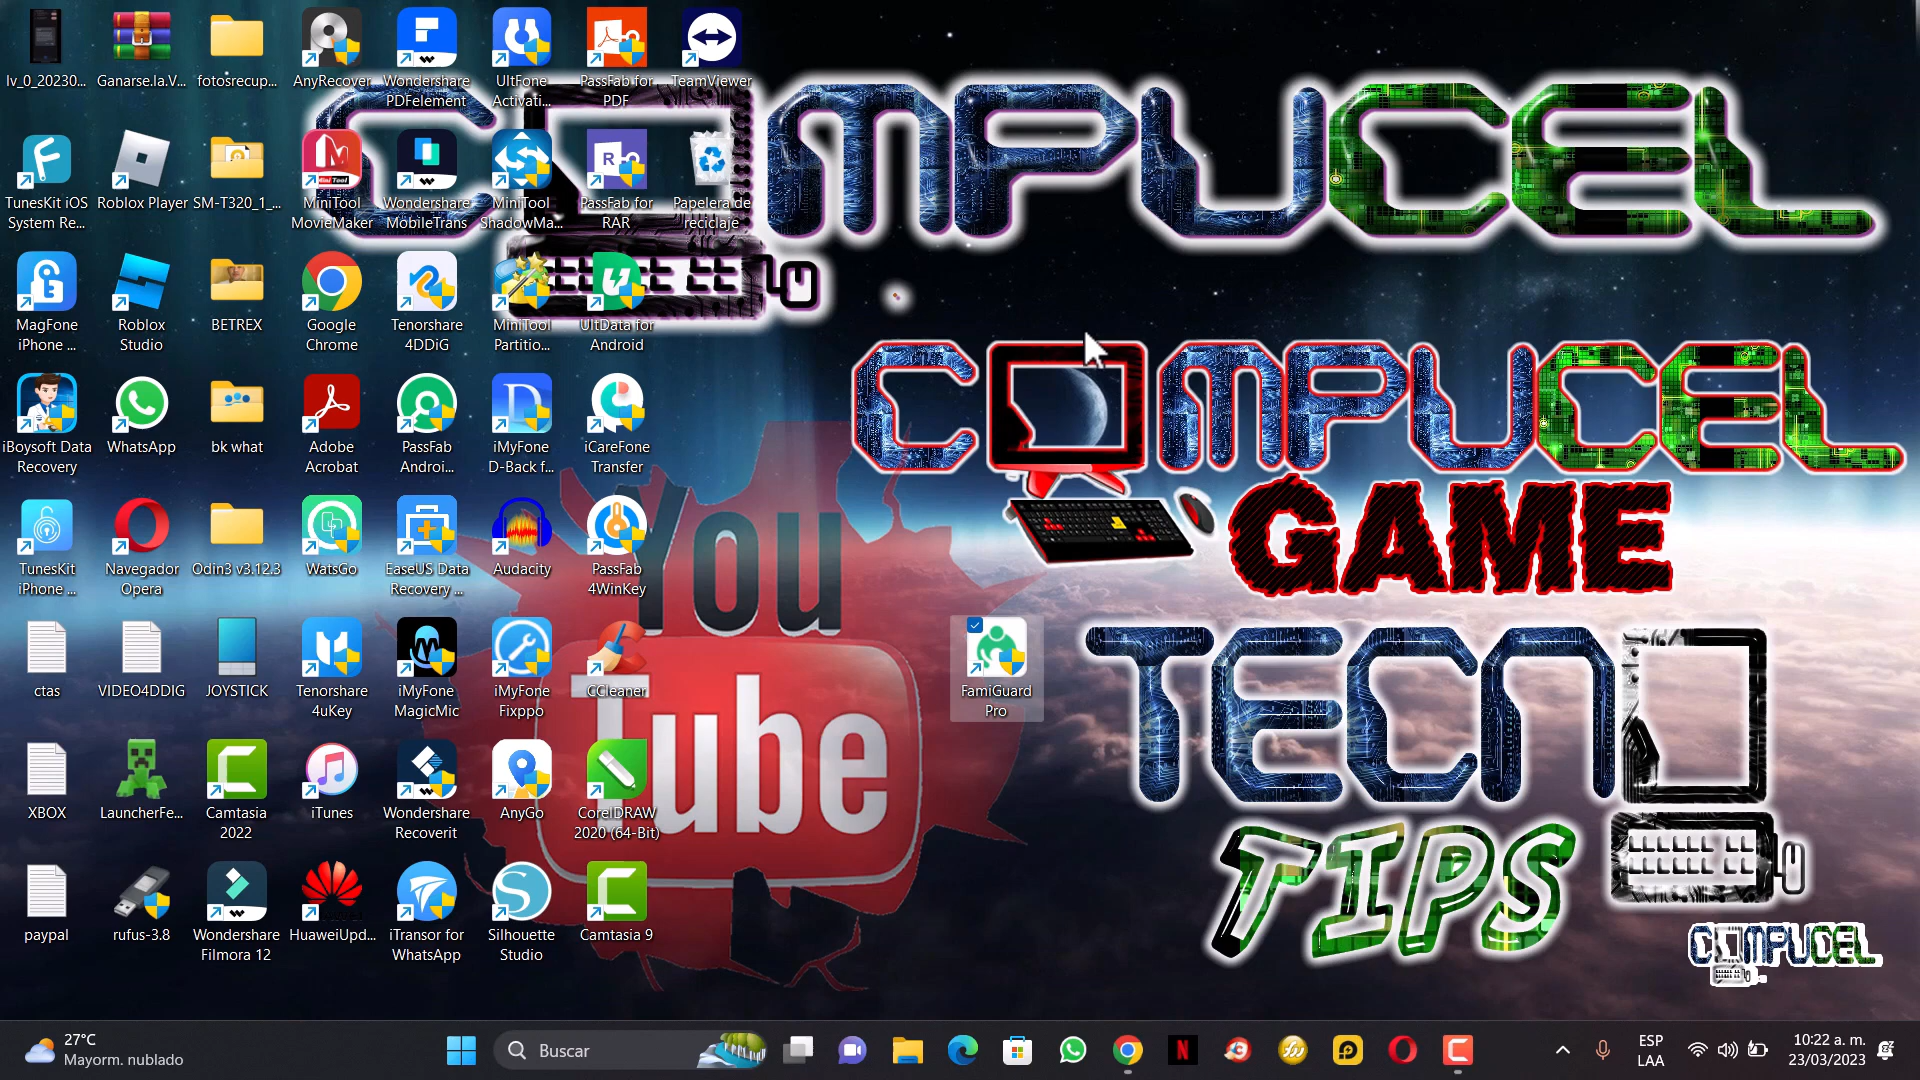 lv_0_20230...
Ganarse.la.V...
fotosrecup...
AnyRecover
Wondershare
PDFelement
UltFone
Activati...
PassFab for
PDF
TeamViewer
TunesKit iOS
System Re...
Roblox Player
SM-T320_1_...
MiniTool
MovieMaker
Wondershare
MobileTrans
MiniTool
ShadowMa...
PassFab for
RAR
Papelera de
reciclaje
MagFone
iPhone ...
Roblox
Studio
BETREX
Google
Chrome
Tenorshare
4DDiG
MiniTool
Partitio...
UltData for
Android
iBoysoft Data
Recovery
WhatsApp
bk what
Adobe
Acrobat
PassFab
Androi...
iMyFone
D-Back f...
iCareFone
Transfer
TunesKit
iPhone ...
Navegador
Opera
Odin3 v3.12.3
WatsGo
EaseUS Data
Recovery ...
Audacity
PassFab
4WinKey
ctas
VIDEO4DDIG
JOYSTICK
Tenorshare
4uKey
iMyFone
MagicMic
iMyFone
Fixppo
CCleaner
FamiGuard
Pro
XBOX
LauncherFe...
Camtasia
2022
iTunes
Wondershare
Recoverit
AnyGo
CorelDRAW
2020 (64-Bit)
paypal
rufus-3.8
Wondershare
Filmora 12
HuaweiUpd...
iTransor for
WhatsApp
Silhouette
Studio
Camtasia 9
COMPUCEL
COMPUCEL
GAME
TECNO
TIPS
COMPUCEL
You
Tube
27°C
Mayorm. nublado
Buscar
ESP
LAA
10:22 a. m.
23/03/2023